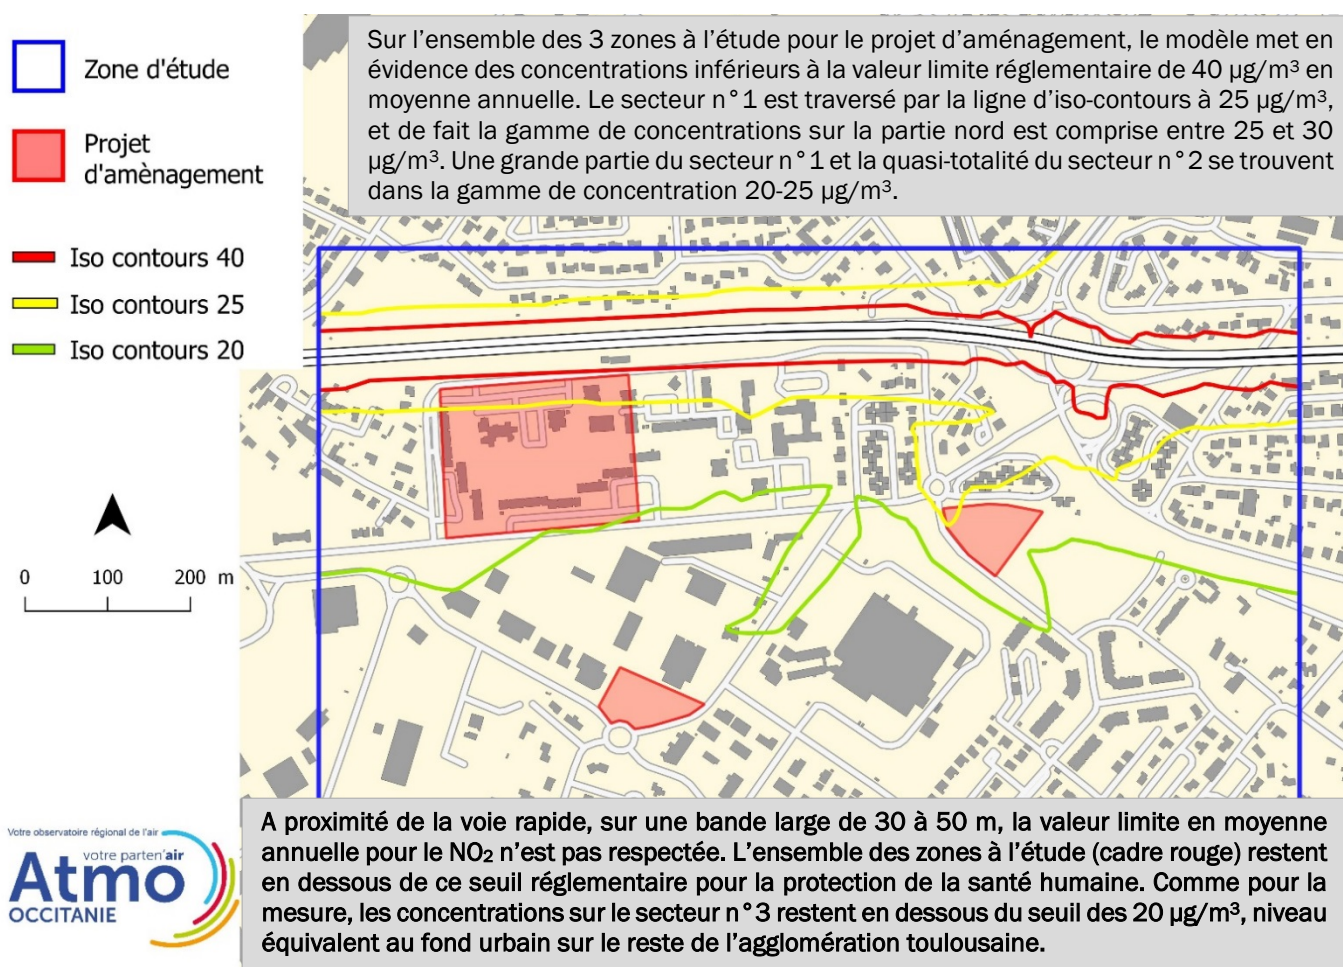 Sur l’ensemble des 3 zones à l’étude pour le projet d’aménagement, le modèle met en
évidence des concentrations inférieurs à la valeur limite réglementaire de 40 µg/m³ en
moyenne annuelle. Le secteur n°1 est traversé par la ligne d’iso-contours à 25 µg/m³,
et de fait la gamme de concentrations sur la partie nord est comprise entre 25 et 30
µg/m³. Une grande partie du secteur n°1 et la quasi-totalité du secteur n°2 se trouvent
dans la gamme de concentration 20-25 µg/m³.
Zone d'étude
Projet
d'amènagement
Iso contours 40
Iso contours 25
Iso contours 20
0 100 200 m
Votre observatoire régional de l'air
votre parten'air
Atmo
OCCITANIE
A proximité de la voie rapide, sur une bande large de 30 à 50 m, la valeur limite en moyenne
annuelle pour le NO₂ n’est pas respectée. L’ensemble des zones à l’étude (cadre rouge) restent
en dessous de ce seuil réglementaire pour la protection de la santé humaine. Comme pour la
mesure, les concentrations sur le secteur n°3 restent en dessous du seuil des 20 µg/m³, niveau
équivalent au fond urbain sur le reste de l’agglomération toulousaine.